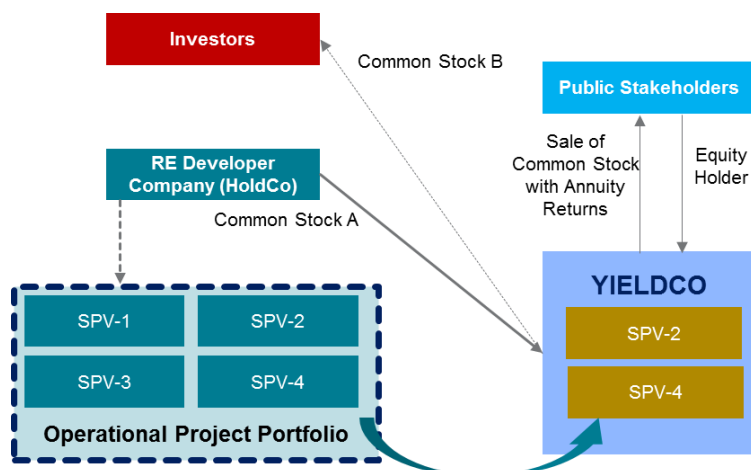 Investors
Common Stock B
Public Stakeholders
RE Developer
Company (HoldCo)
Sale of
Common Stock
with Annuity
Returns
Equity
Holder
Common Stock A
YIELDCO
SPV-1
SPV-2
SPV-2
SPV-3
SPV-4
SPV-4
Operational Project Portfolio